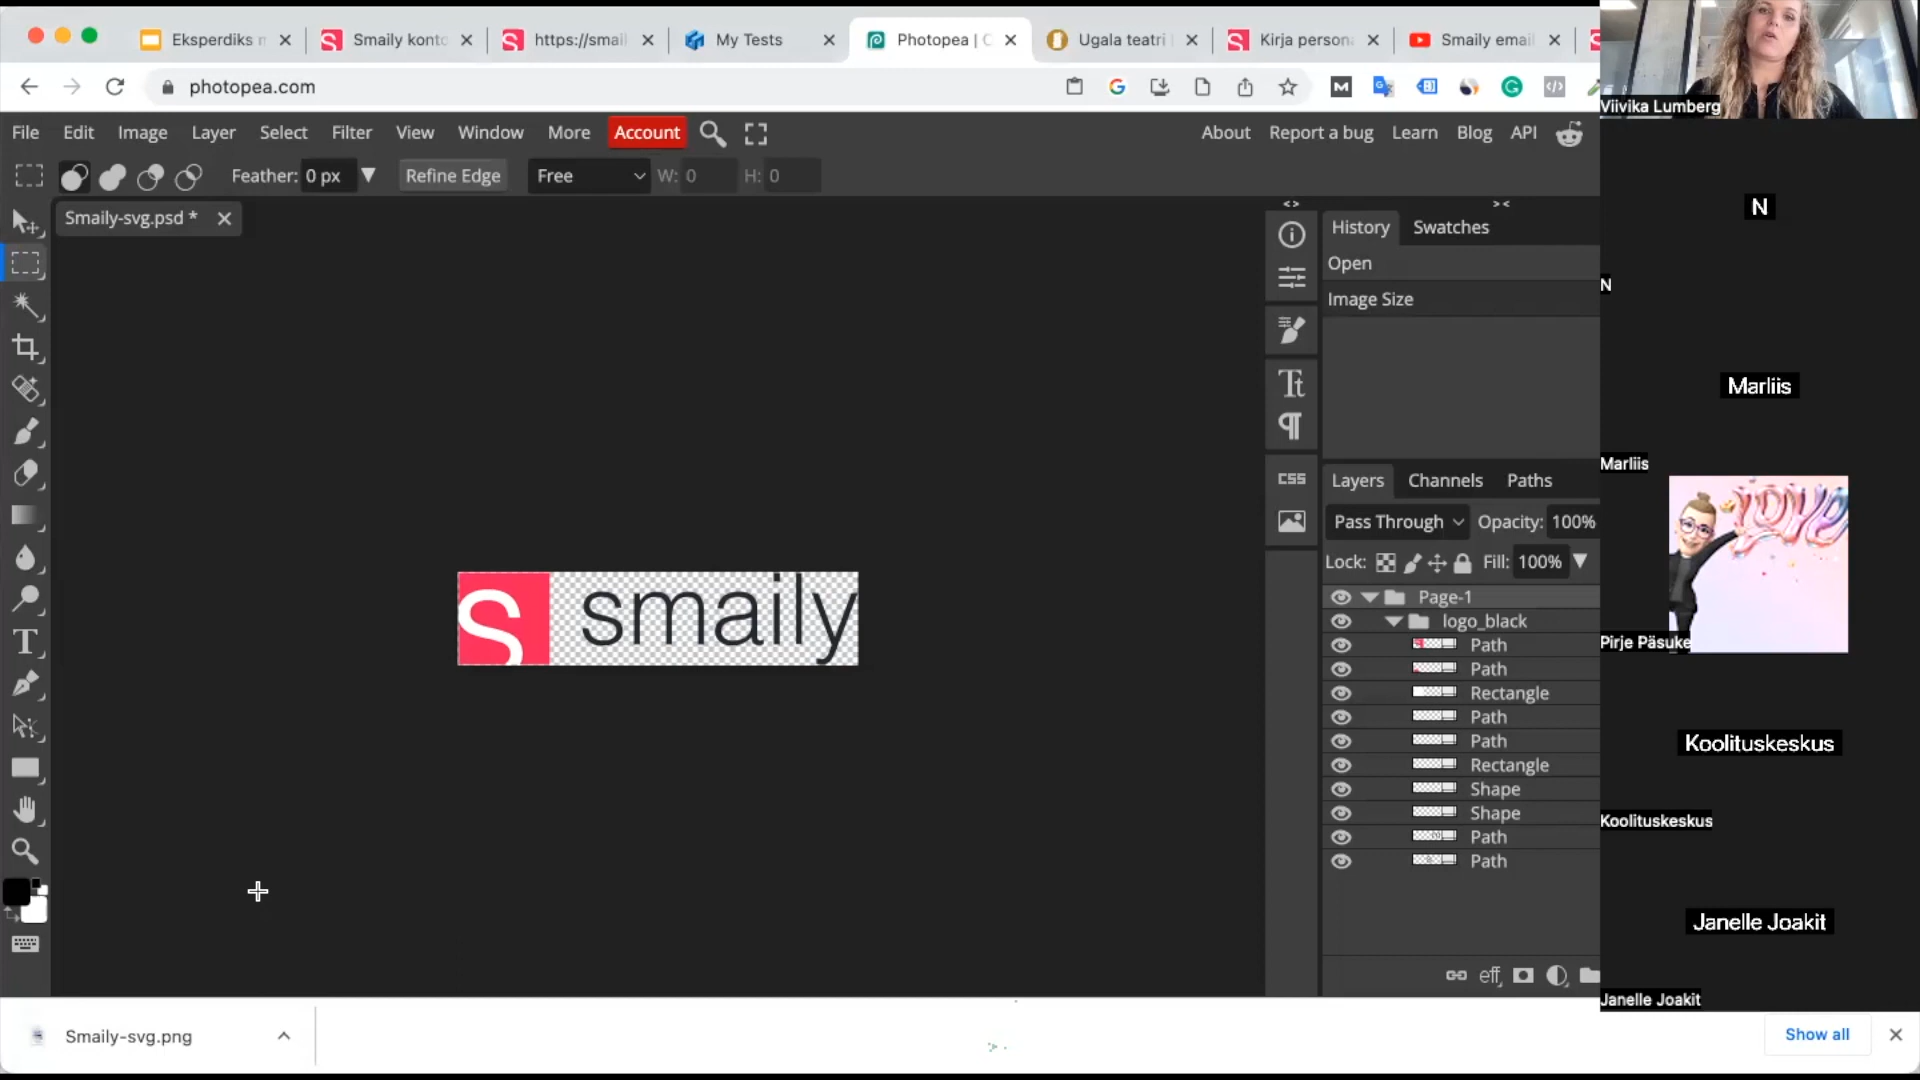 Eksperdiks m
Smaily konto
https://smail
My Tests
Photopea | C
Ugala teatri
Kirja persona
Smaily email
photopea.com
File Edit Image Layer Select Filter View Window More Account
About Report a bug Learn Blog API
Feather: 0 px
Refine Edge
Free
W: 0
H: 0
Smaily-svg.psd *
s smaily
History Swatches
Open
Image Size
Tt
CSS
Layers Channels Paths
Pass Through
Opacity: 100%
Lock:
Fill: 100%
Page-1
logo_black
Path
Path
Rectangle
Path
Path
Rectangle
Shape
Shape
Path
Path
eff
Viivika Lumberg
N
N
Marliis
Marliis
Pirje Päsuke
Koolituskeskus
Koolituskeskus
Janelle Joakit
Janelle Joakit
Smaily-svg.png
Show all